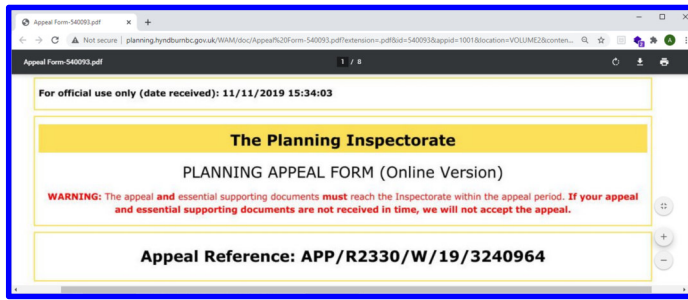 Appeal Form-540093.pdf
Not secure | planning.hyndburnbc.gov.uk/WAM/doc/Appeal%20Form-540093.pdf?extension=.pdf&id=540093&appid=1001&location=VOLUME2&conten...
Appeal Form-540093.pdf 1 / 8
For official use only (date received): 11/11/2019 15:34:03
The Planning Inspectorate
PLANNING APPEAL FORM (Online Version)
WARNING: The appeal and essential supporting documents must reach the Inspectorate within the appeal period. If your appeal
and essential supporting documents are not received in time, we will not accept the appeal.
Appeal Reference: APP/R2330/W/19/3240964